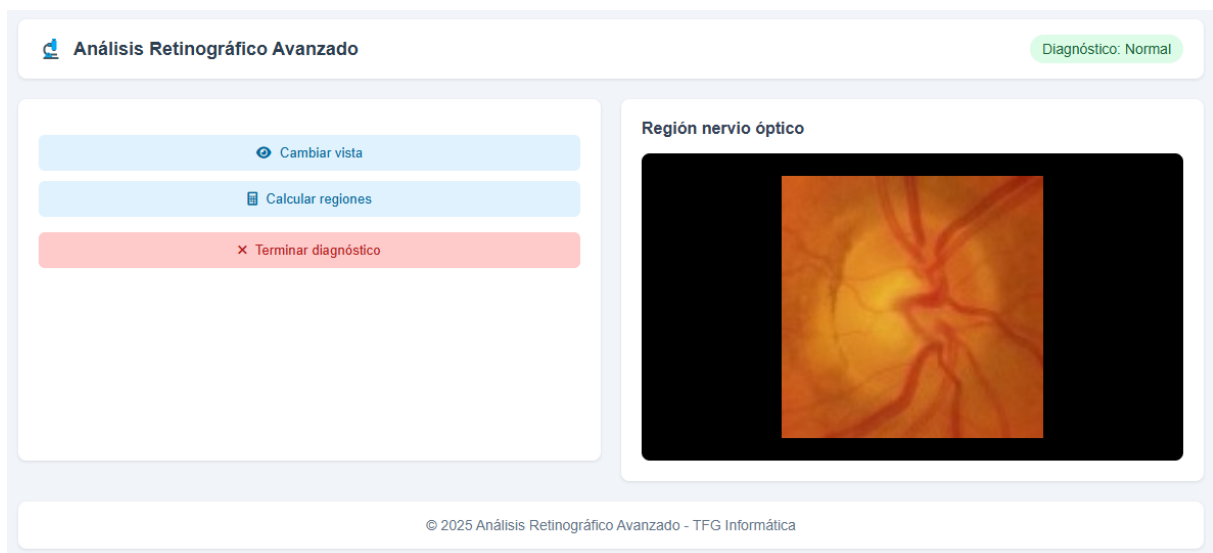 Análisis Retinográfico Avanzado
Diagnóstico: Normal
Cambiar vista
Calcular regiones
Terminar diagnóstico
Región nervio óptico
© 2025 Análisis Retinográfico Avanzado - TFG Informática